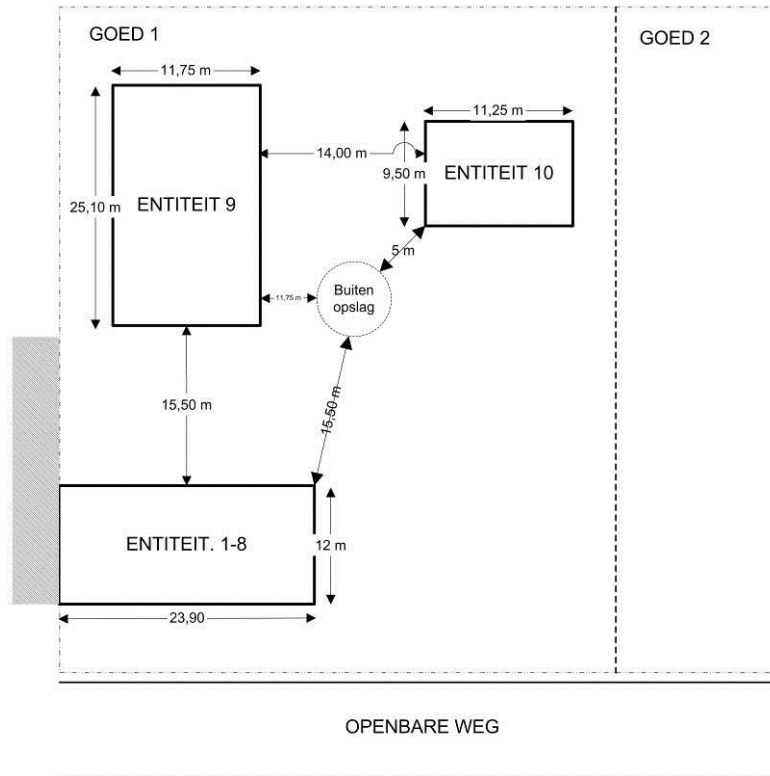 GOED 1
GOED 2
11,75 m
11,25 m
14,00 m
9,50 m
ENTITEIT 10
25,10 m
ENTITEIT 9
5 m
Buiten
opslag
11,75 m
15,50 m
15,50 m
ENTITEIT. 1-8
12 m
23,90
OPENBARE WEG